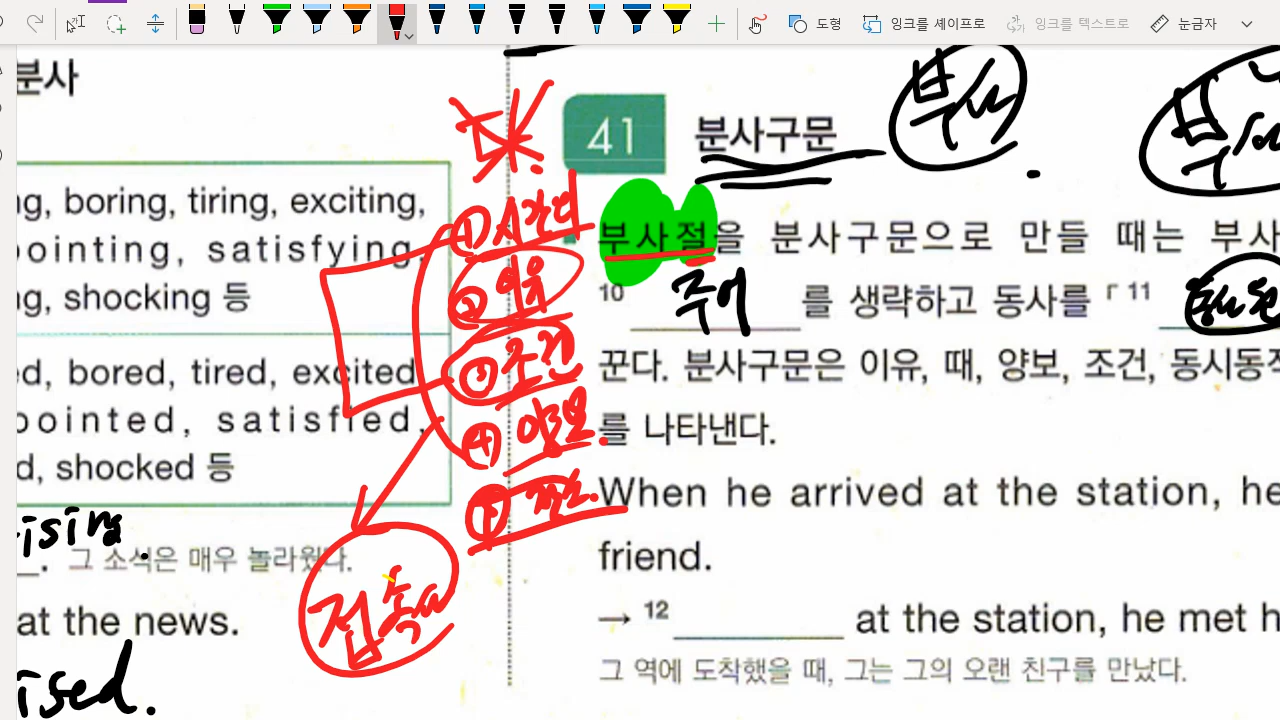 도형
잉크를 셰이프로
잉크를 텍스트로
눈금자
분사
ng, boring, tiring, exciting,
pointing, satisfying,
ng, shocking 등
ed, bored, tired, excited,
pointed, satisfied,
d, shocked 등
ising.
그 소식은 매우 놀라웠다.
at the news.
ised.
① 시간
② 이유
③ 조건
④ 양보.
⑤
접속사
41 분사구문
부사
부사절을 분사구문으로 만들 때는 부사
10 주어 를 생략하고 동사를 「 11
꾼다. 분사구문은 이유, 때, 양보, 조건, 동시동작
를 나타낸다.
When he arrived at the station, he
friend.
→ 12 at the station, he met h
그 역에 도착했을 때, 그는 그의 오랜 친구를 만났다.